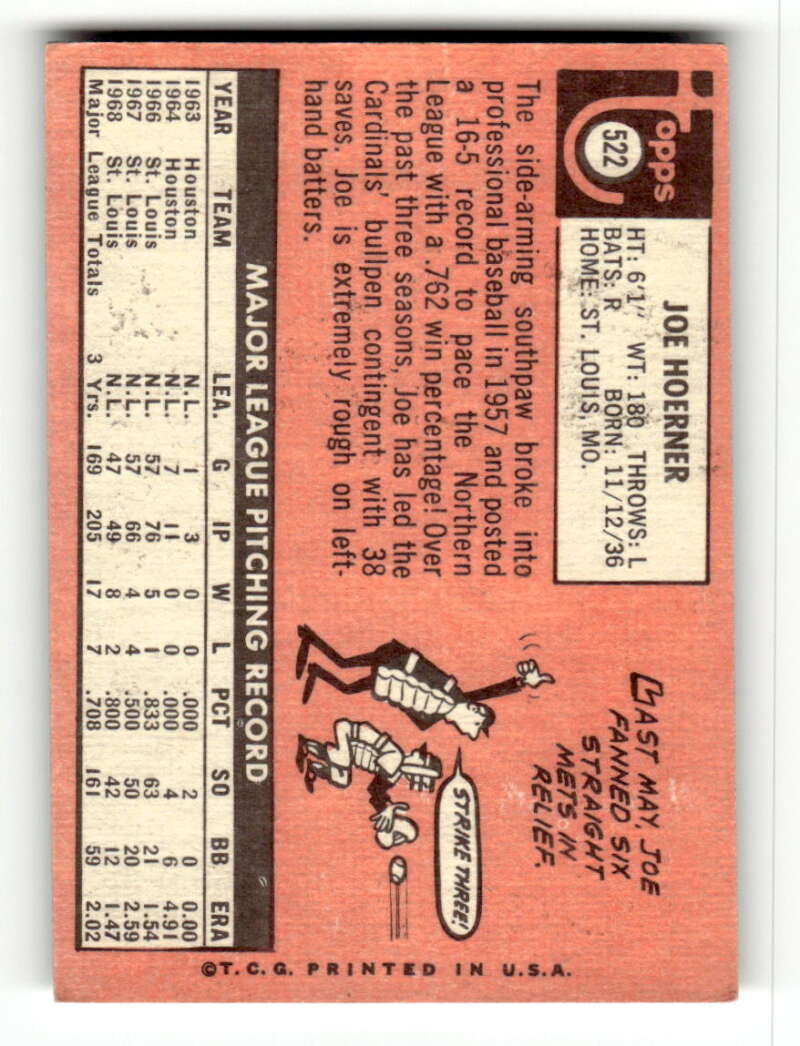 Topps
522
JOE HOERNER
HT: 6'1" WT: 180 THROWS: L
BATS: R BORN: 11/12/36
HOME: ST. LOUIS, MO.
The side-arming southpaw broke into
professional baseball in 1957 and posted
a 16-5 record to pace the Northern
League with a .762 win percentage! Over
the past three seasons, Joe has led the
Cardinals' bullpen contingent with 38
saves. Joe is extremely rough on left-
hand batters.
LAST MAY, JOE
FANNED SIX
STRAIGHT
METS IN
RELIEF.
STRIKE THREE!
MAJOR LEAGUE PITCHING RECORD
YEAR TEAM LEA. G IP W L PCT SO BB ERA
1963 Houston N.L. 1 3 0 0 .000 2 0 0.00
1964 Houston N.L. 7 11 0 0 .000 4 6 4.91
1966 St. Louis N.L. 57 76 5 1 .833 63 21 1.54
1967 St. Louis N.L. 57 66 4 4 .500 50 20 2.59
1968 St. Louis N.L. 47 49 8 2 .800 42 12 1.47
Major League Totals 3 Yrs. 169 205 17 7 .708 161 59 2.02
©T.C.G. PRINTED IN U.S.A.